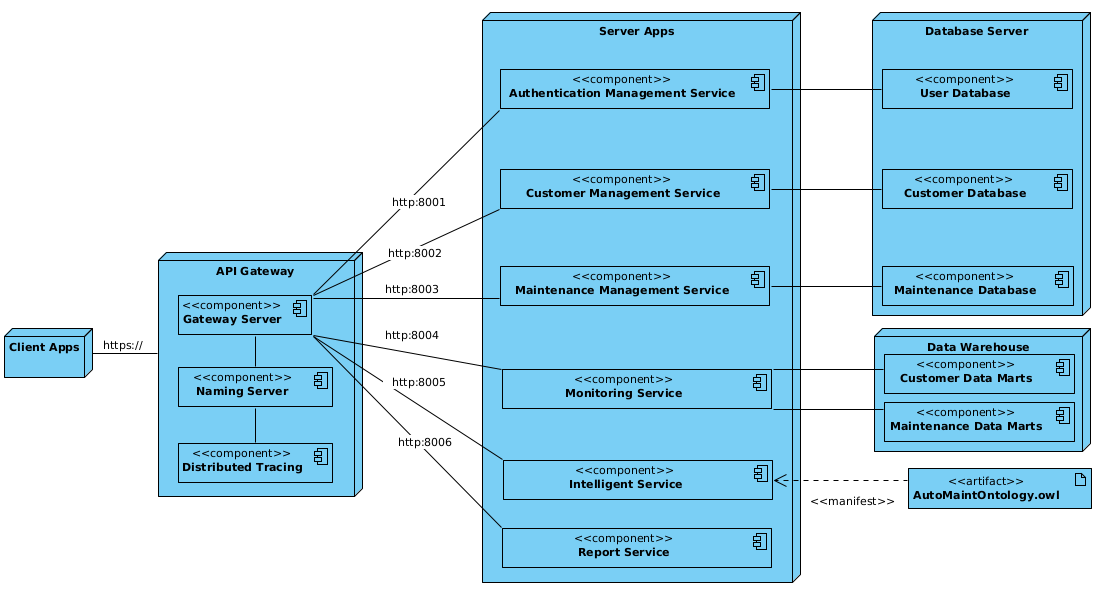 Client Apps
https://
API Gateway
<<component>>
Gateway Server
<<component>>
Naming Server
<<component>>
Distributed Tracing
http:8001
http:8002
http:8003
http:8004
http:8005
http:8006
Server Apps
<<component>>
Authentication Management Service
<<component>>
Customer Management Service
<<component>>
Maintenance Management Service
<<component>>
Monitoring Service
<<component>>
Intelligent Service
<<component>>
Report Service
Database Server
<<component>>
User Database
<<component>>
Customer Database
<<component>>
Maintenance Database
Data Warehouse
<<component>>
Customer Data Marts
<<component>>
Maintenance Data Marts
<<artifact>>
AutoMaintOntology.owl
<<manifest>>